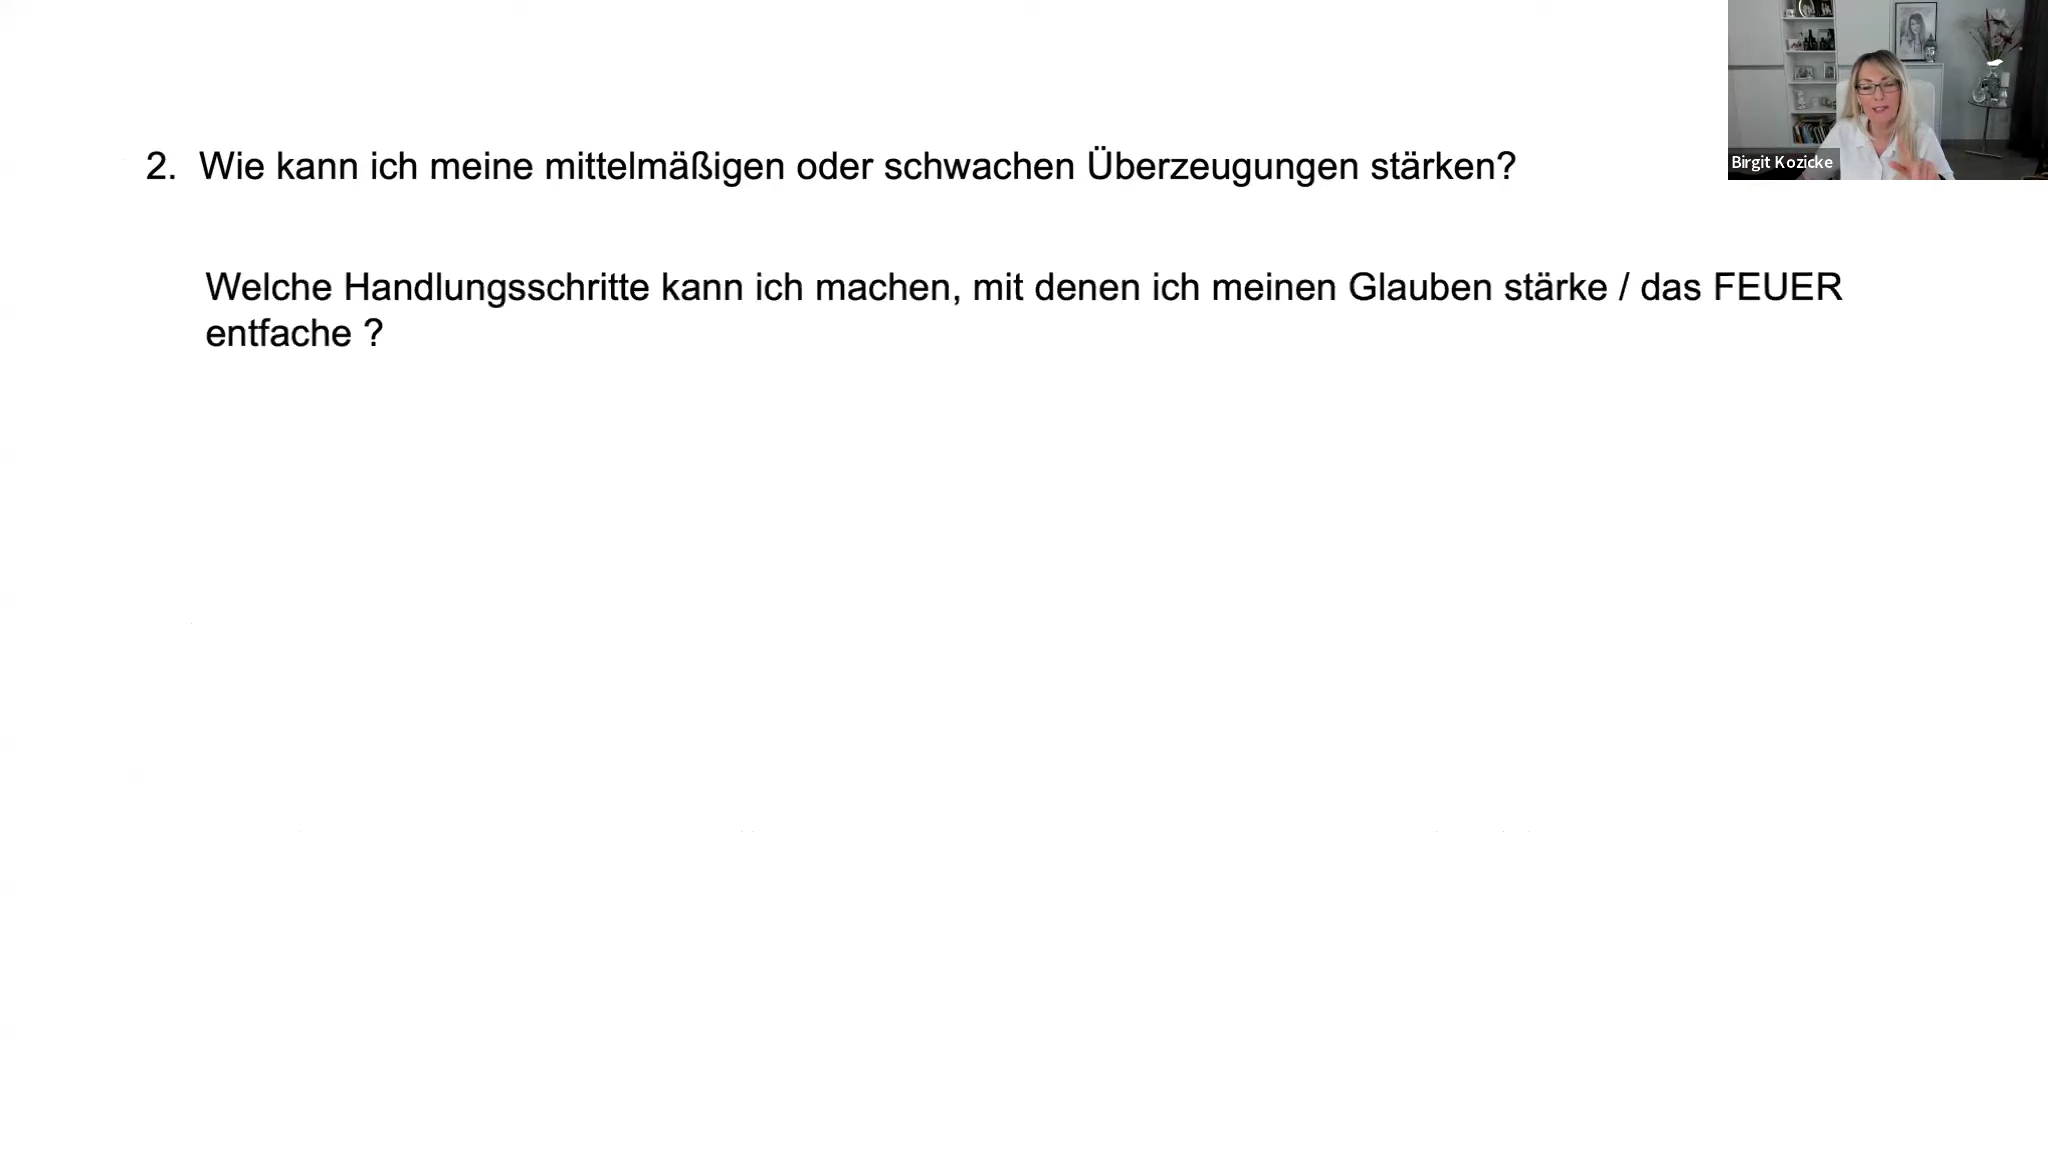 2. Wie kann ich meine mittelmäßigen oder schwachen Überzeugungen stärken?
Welche Handlungsschritte kann ich machen, mit denen ich meinen Glauben stärke / das FEUER
entfache ?
Birgit Kozicke